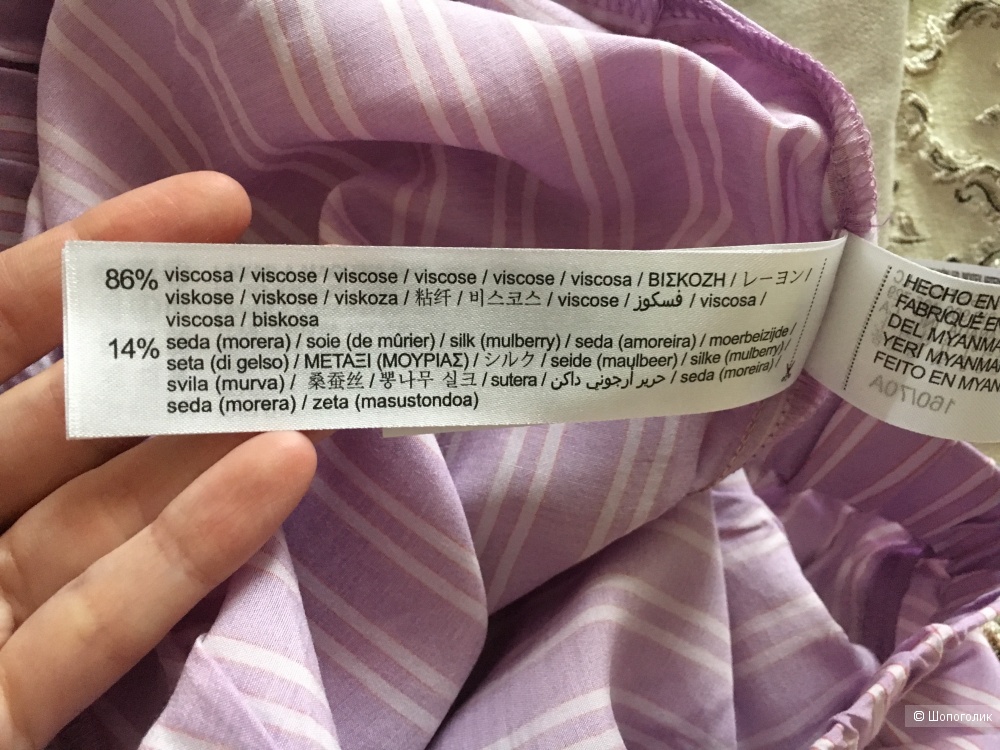 86% viscosa / viscose / viscose / viscose / viscose / viscosa / ΒΙΣΚΟΖΗ / レーヨン /
viskose / viskose / viskoza / 粘纤 / 비스코스 / viscose / فسكوز / viscosa /
viscosa / biskosa
14% seda (morera) / soie (de mûrier) / silk (mulberry) / seda (amoreira) / moerbeizijde /
seta (di gelso) / ΜΕΤΑΞΙ (ΜΟΥΡΙΑΣ) / シルク / seide (maulbeer) / silke (mulberry) /
svila (murva) / 桑蚕丝 / 뽕나무 실크 / sutera / حرير أرجوني داكن / seda (moreira) /
seda (morera) / zeta (masustondoa)
HECHO EN
FABRIQUÉ E
DEL MYANMA
YERI MYANMA
FEITO EN MYAN
160/70A
© Шопоголик